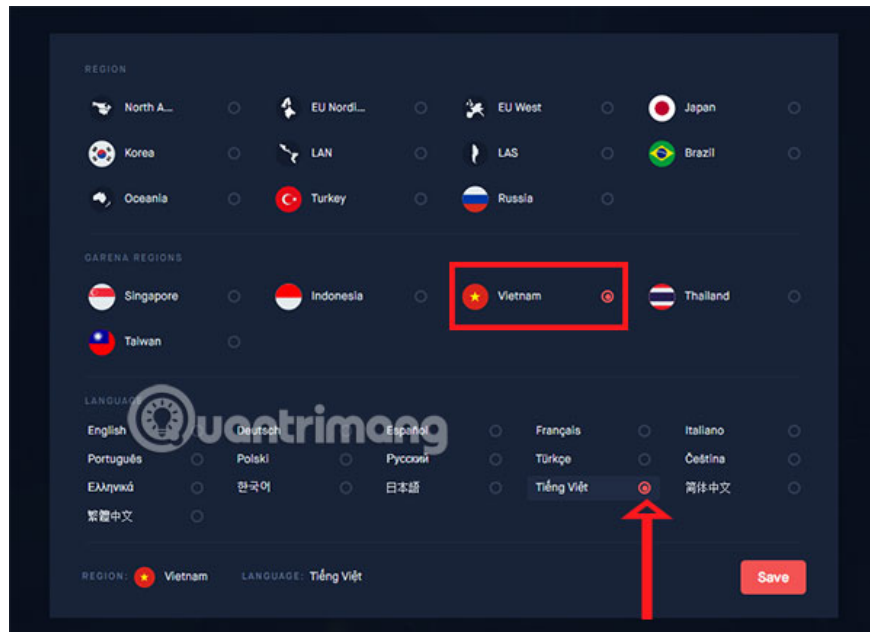 REGION
North A... EU Nordi... EU West Japan
Korea LAN LAS Brazil
Oceania Turkey Russia
GARENA REGIONS
Singapore Indonesia Vietnam Thailand
Taiwan
LANGUAGE
Quantrimang
English Deutsch Español Français Italiano
Português Polski Русский Türkçe Čeština
Ελληνικά 한국어 日本語 Tiếng Việt 简体中文
繁體中文
REGION: Vietnam LANGUAGE: Tiếng Việt Save